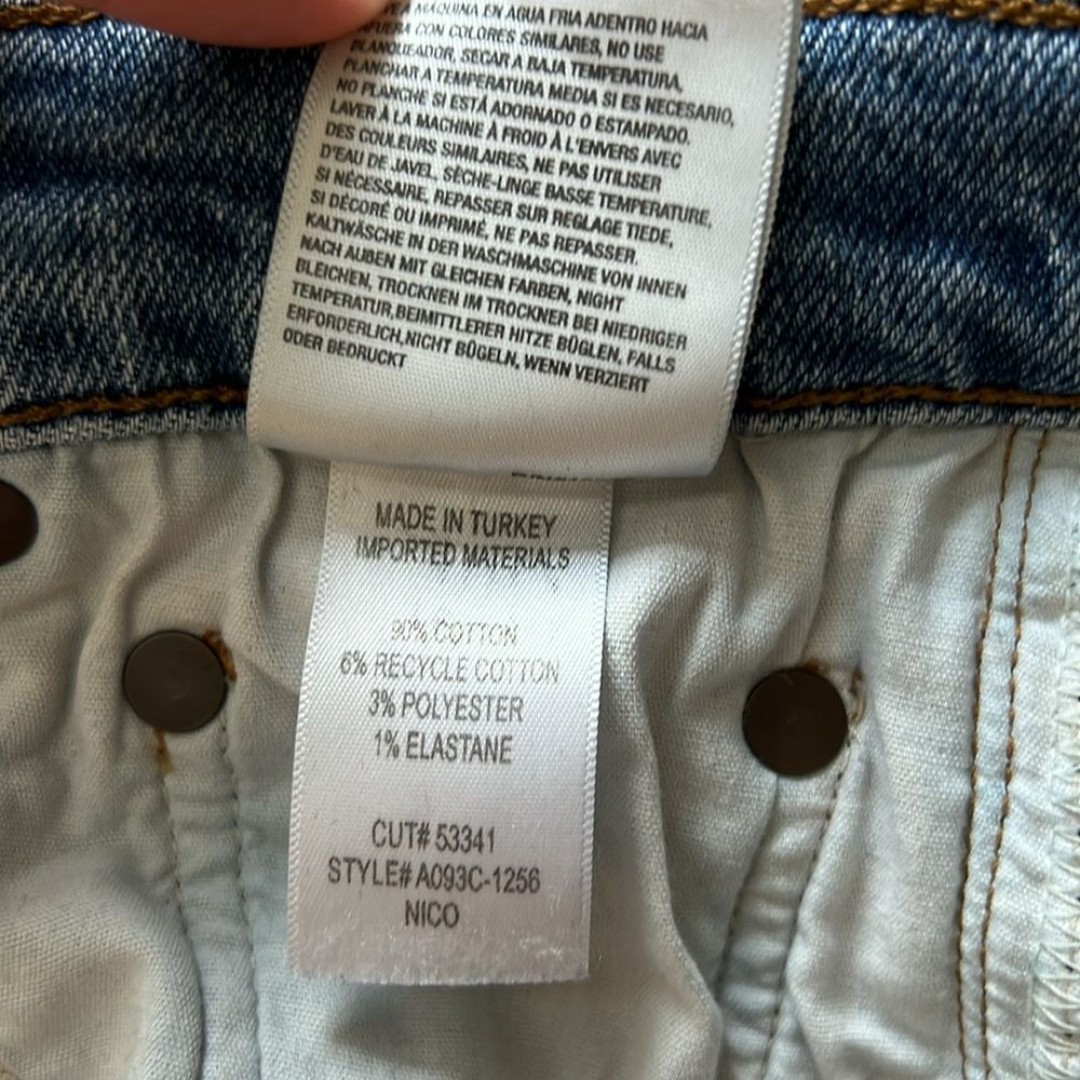 MAQUINA EN AGUA FRIA ADENTRO HACIA
CON COLORES SIMILARES, NO USE
BLANQUEADOR, SECAR A BAJA TEMPERATURA,
PLANCHAR A TEMPERATURA MEDIA SI ES NECESARIO,
NO PLANCHE SI ESTÁ ADORNADO O ESTAMPADO.
LAVER À LA MACHINE À FROID À L'ENVERS AVEC
DES COULEURS SIMILAIRES, NE PAS UTILISER
D'EAU DE JAVEL. SÈCHE-LINGE BASSE TEMPERATURE,
SI NÉCESSAIRE, REPASSER SUR REGLAGE TIEDE,
SI DÉCORÉ OU IMPRIMÉ, NE PAS REPASSER.
KALTWÄSCHE IN DER WASCHMASCHINE VON INNEN
NACH AUßEN MIT GLEICHEN FARBEN, NIGHT
BLEICHEN, TROCKNEN IM TROCKNER BEI NIEDRIGER
TEMPERATUR,BEIMITTLERER HITZE BÜGLEN, FALLS
ERFORDERLICH,NICHT BÜGELN, WENN VERZIERT
ODER BEDRUCKT
MADE IN TURKEY
IMPORTED MATERIALS
90% COTTON
6% RECYCLE COTTON
3% POLYESTER
1% ELASTANE
CUT# 53341
STYLE# A093C-1256
NICO